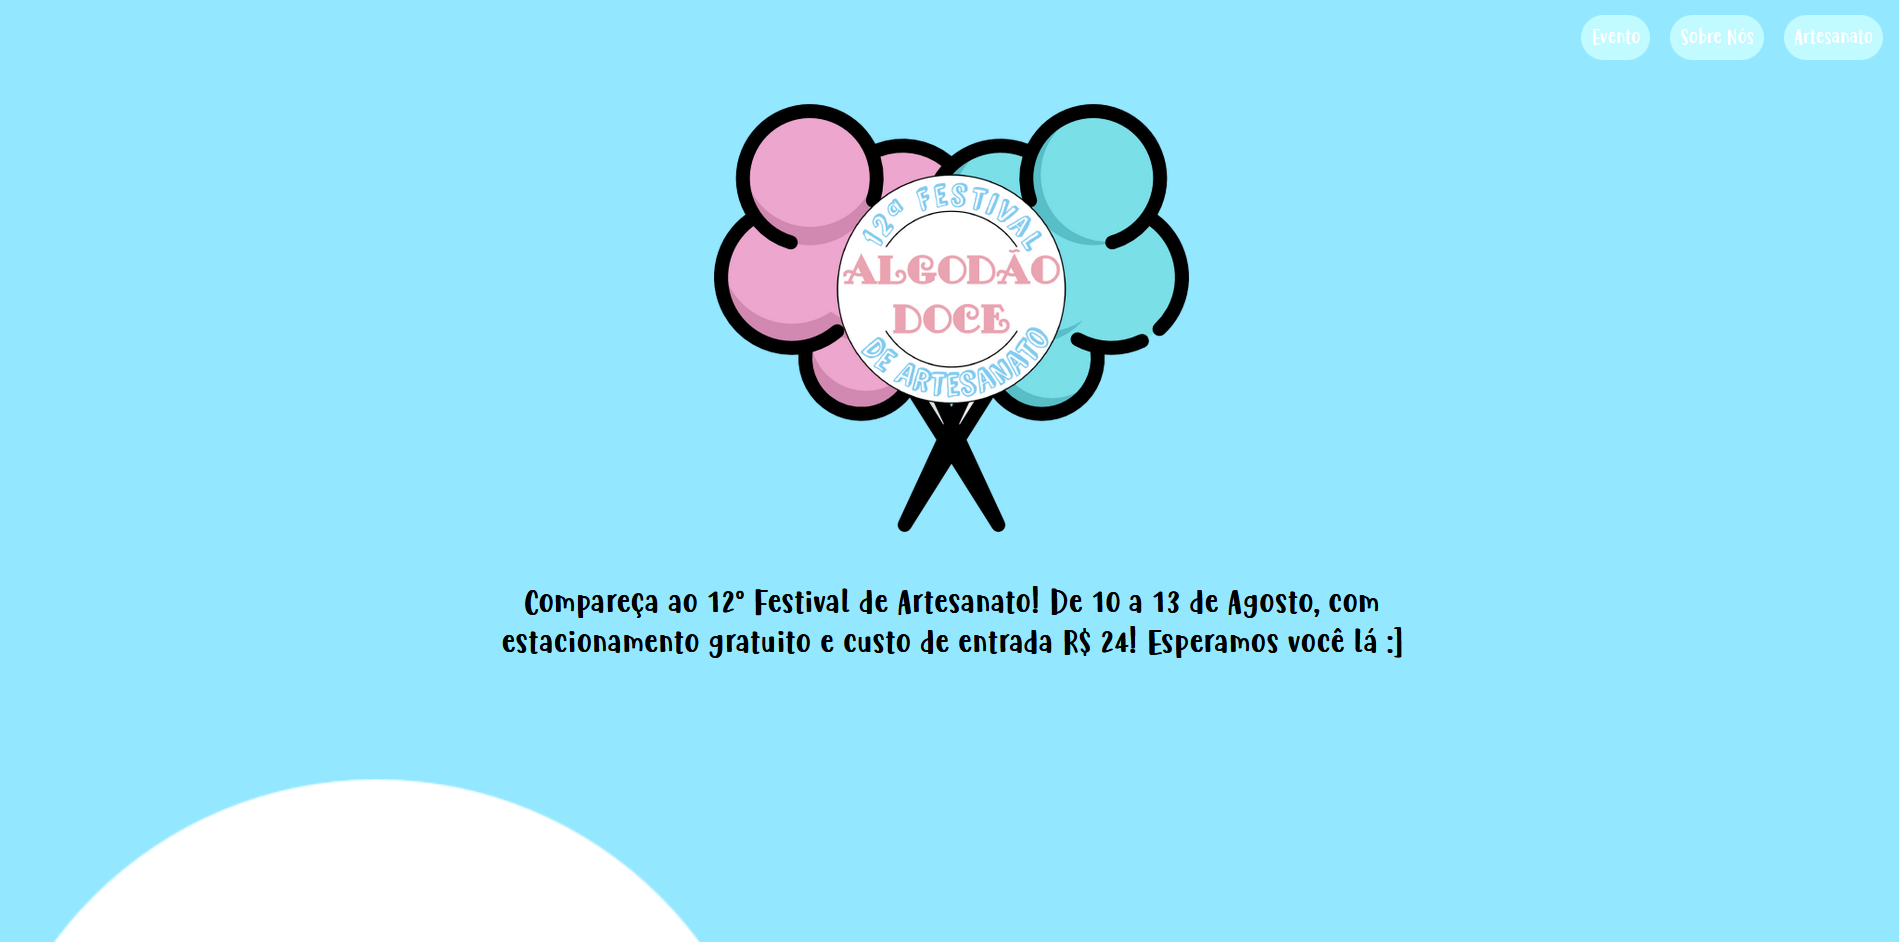 Evento
Sobre Nós
Artesanato
12ª FESTIVAL
ALGODÃO
DOCE
DE ARTESANATO
Compareça ao 12º Festival de Artesanato! De 10 a 13 de Agosto, com
estacionamento gratuito e custo de entrada R$ 24! Esperamos você lá :]